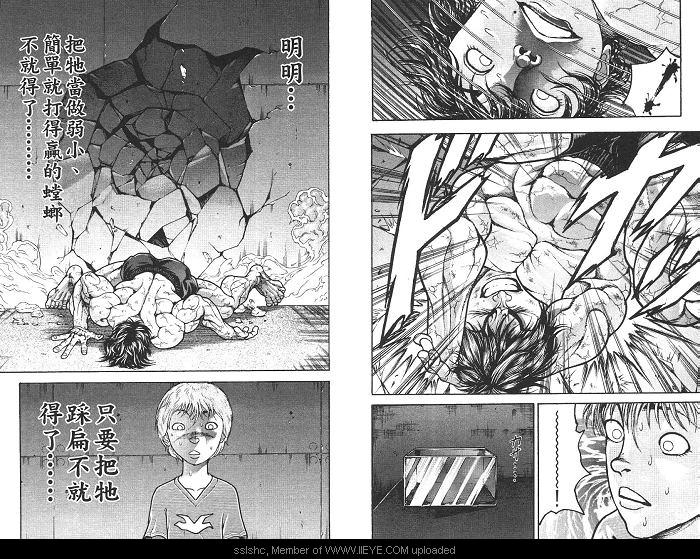 明明…
把牠當做弱小、
簡單就打得贏的螳螂
不就得了………
只要把牠
踩扁不就
得了……
sslshc, Member of WWW.IIEYE.COM uploaded